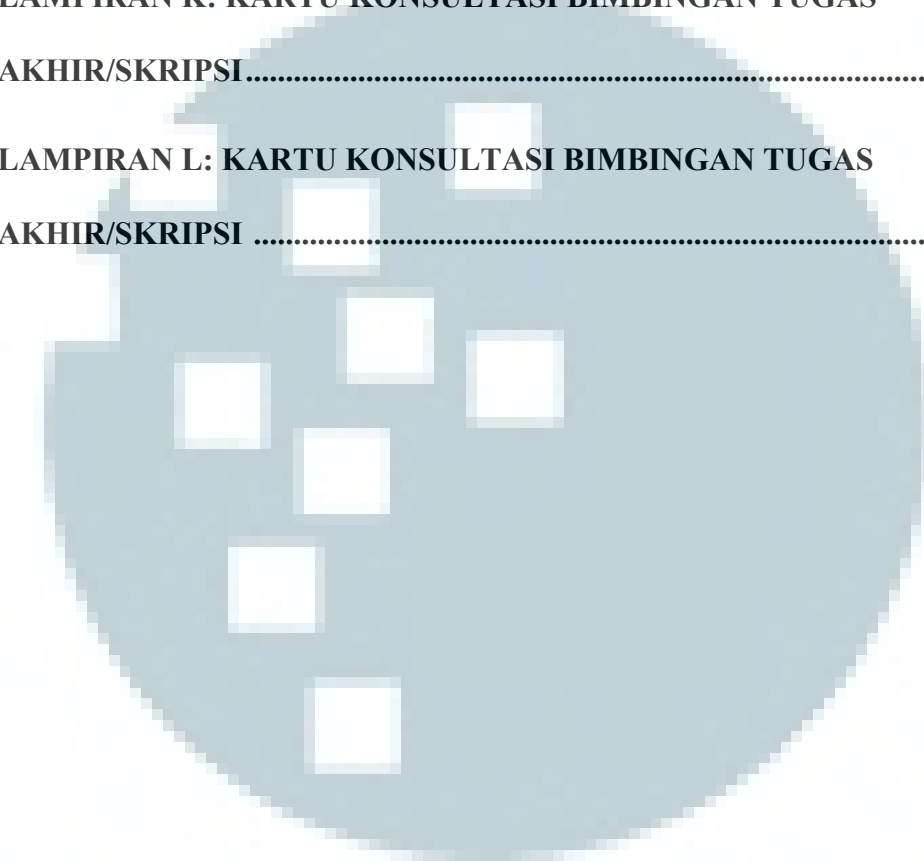 LAMPIRAN K: KARTU KONSULTASI BIMBINGAN TUGAS
AKHIR/SKRIPSI..........................................................................................
LAMPIRAN L: KARTU KONSULTASI BIMBINGAN TUGAS
AKHIR/SKRIPSI ..........................................................................................